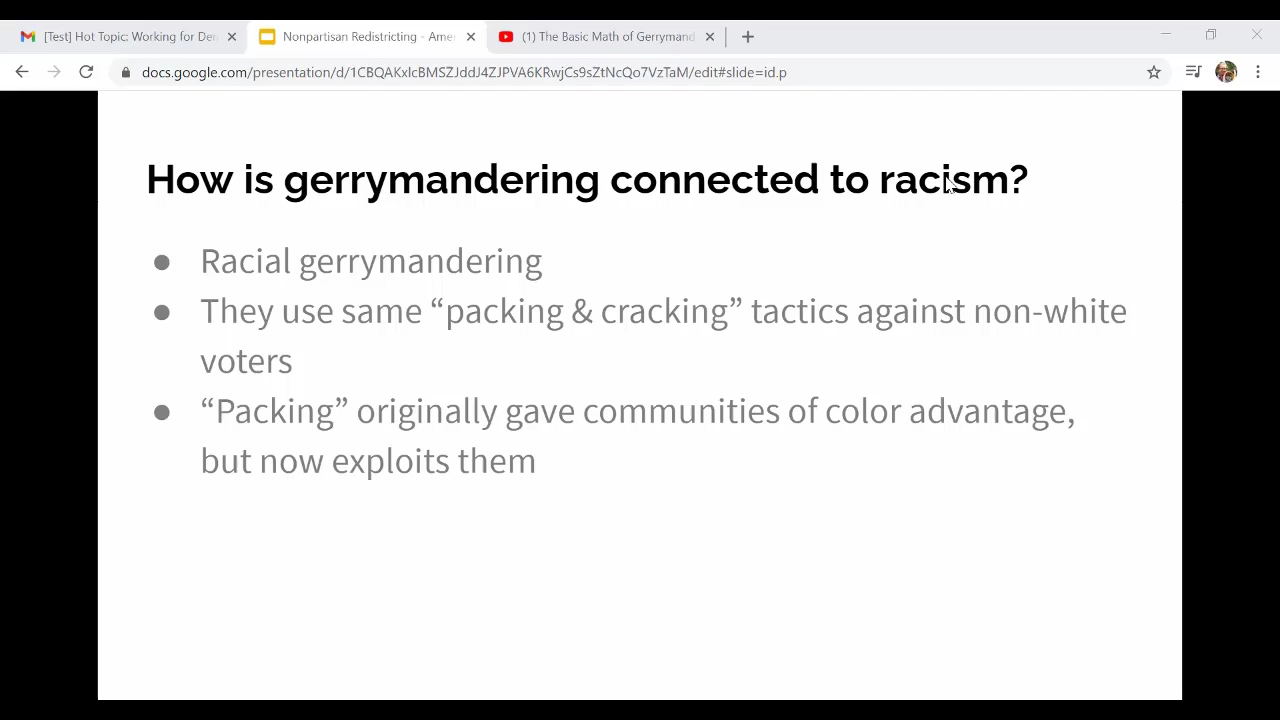 [Test] Hot Topic: Working for Der
Nonpartisan Redistricting - Amer
(1) The Basic Math of Gerrymand
docs.google.com/presentation/d/1CBQAKxIcBMSZJddJ4ZJPVA6KRwjCs9sZtNcQo7VzTaM/edit#slide=id.p
How is gerrymandering connected to racism?
● Racial gerrymandering
● They use same “packing & cracking” tactics against non-white
voters
● “Packing” originally gave communities of color advantage,
but now exploits them